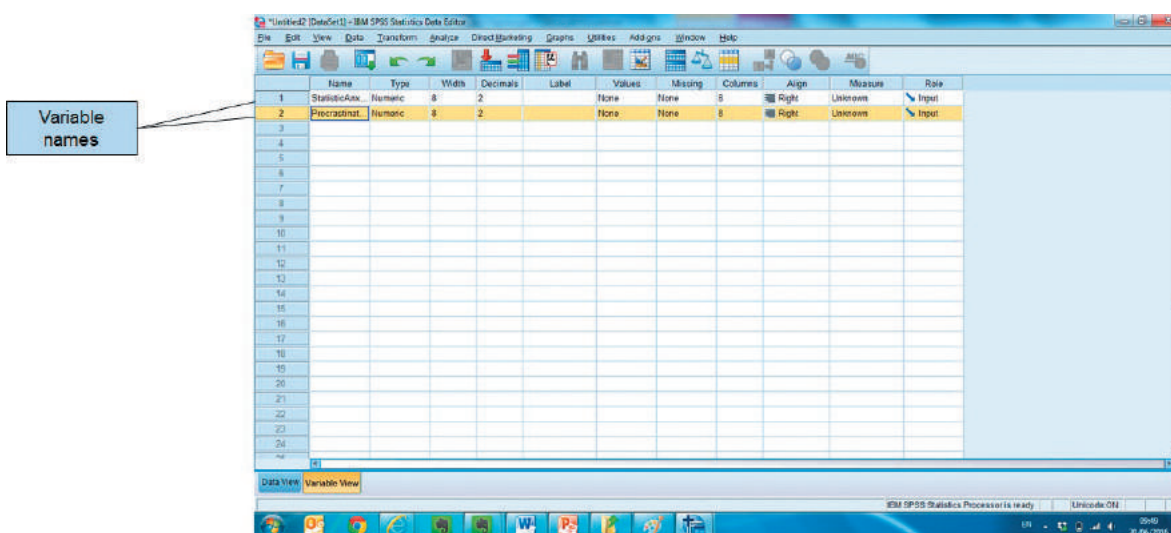 *Untitled2 [DataSet1] - IBM SPSS Statistics Data Editor
File Edit View Data Transform Analyze Direct Marketing Graphs Utilities Add-ons Window Help
Name Type Width Decimals Label Values Missing Columns Align Measure Role
1 StatisticAnx... Numeric 8 2 None None 8 Right Unknown Input
2 Procrastinat... Numeric 8 2 None None 8 Right Unknown Input
Variable
names
3
4
5
6
7
8
9
10
11
12
13
14
15
16
17
18
19
20
21
22
23
24
Data View Variable View
IBM SPSS Statistics Processor is ready Unicode:ON
EN 09:49